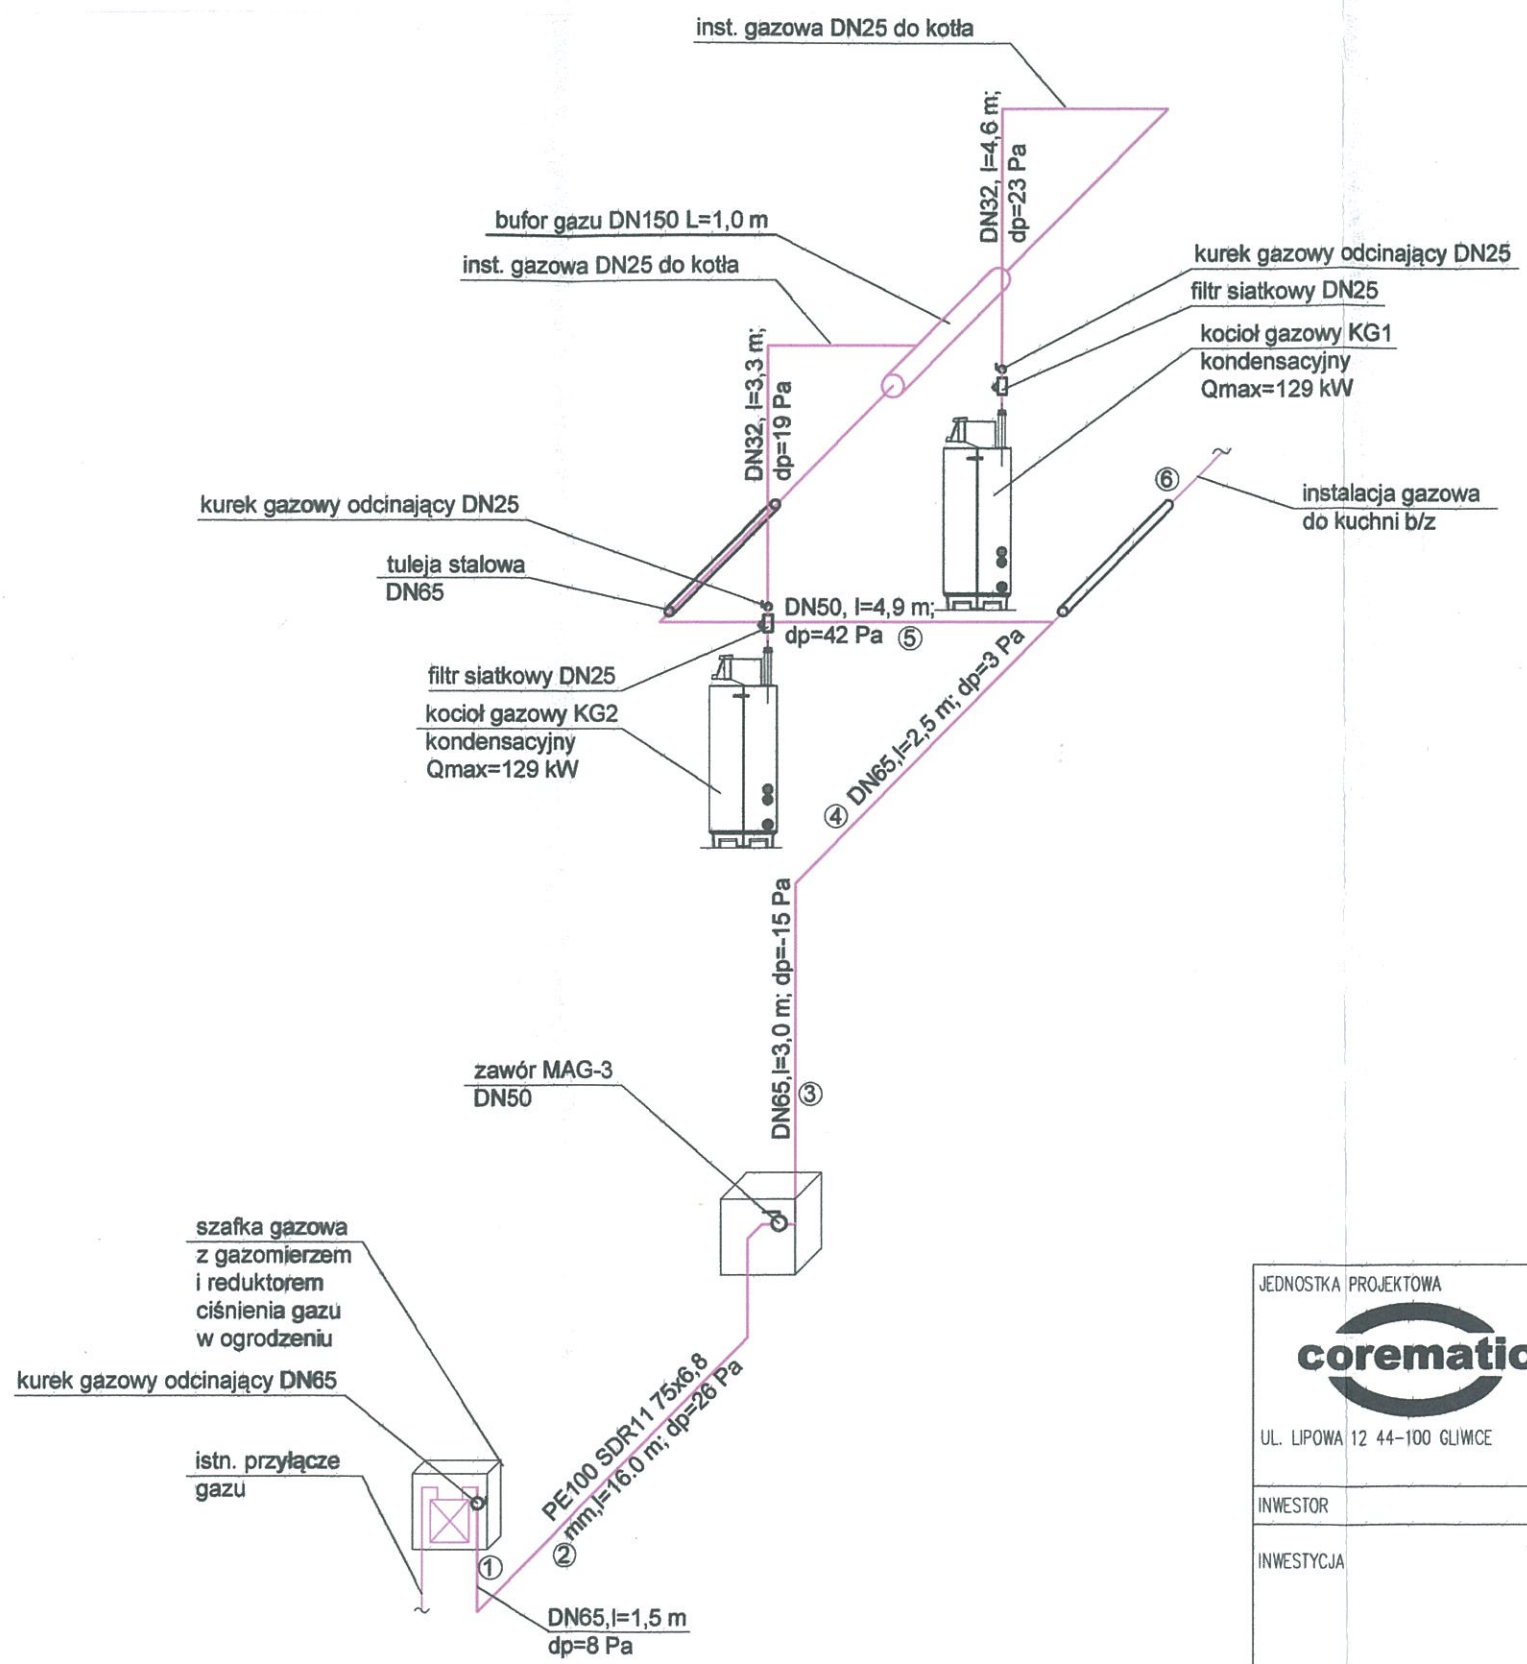 inst. gazowa DN25 do kotła
DN32, l=4,6 m;
dp=23 Pa
bufor gazu DN150 L=1,0 m
inst. gazowa DN25 do kotła
kurek gazowy odcinający DN25
filtr siatkowy DN25
kocioł gazowy KG1
kondensacyjny
Qmax=129 kW
DN32, l=3,3 m;
dp=19 Pa
kurek gazowy odcinający DN25
6
instalacja gazowa
do kuchni b/z
tuleja stalowa
DN65
DN50, l=4,9 m;
dp=42 Pa 5
filtr siatkowy DN25
kocioł gazowy KG2
kondensacyjny
Qmax=129 kW
4 DN65,l=2,5 m; dp=3 Pa
DN65,l=3,0 m; dp=-15 Pa
3
zawór MAG-3
DN50
szafka gazowa
z gazomierzem
i reduktorem
ciśnienia gazu
w ogrodzeniu
kurek gazowy odcinający DN65
PE100 SDR11 75x6,8
mm,l=16.0 m; dp=26 Pa
2
istn. przyłącze
gazu
1
DN65,l=1,5 m
dp=8 Pa
JEDNOSTKA PROJEKTOWA
corematic
UL. LIPOWA 12 44-100 GLIWICE
INWESTOR
INWESTYCJA